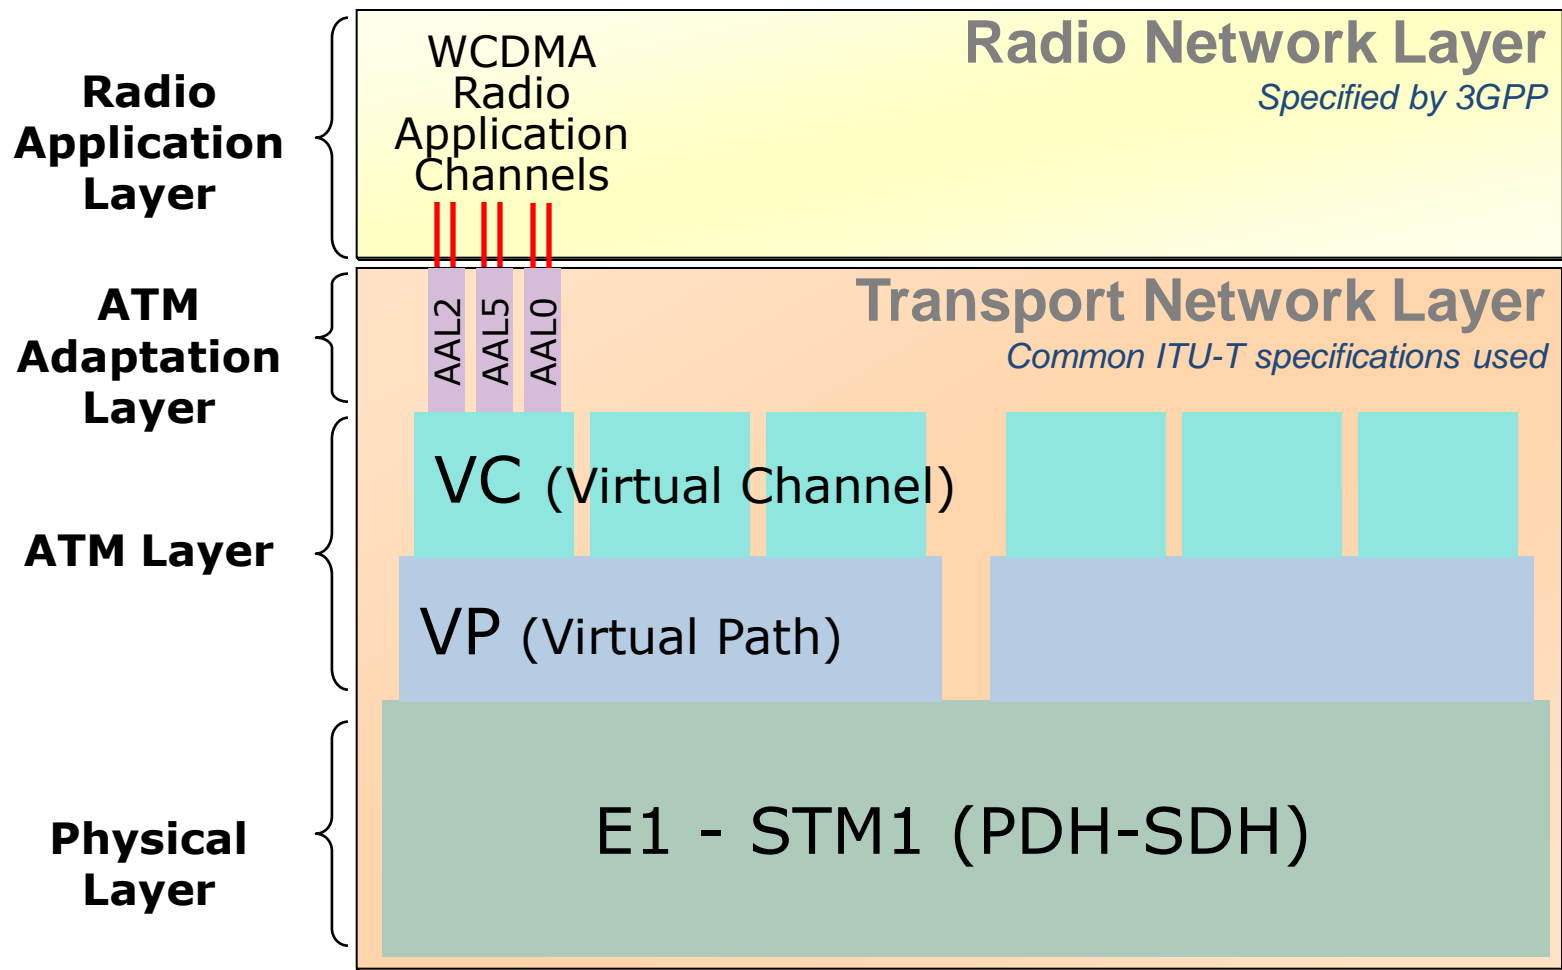 Radio
Application
Layer
WCDMA
Radio
Application
Channels
Radio Network Layer
Specified by 3GPP
ATM
Adaptation
Layer
AAL2
AAL5
AAL0
Transport Network Layer
Common ITU-T specifications used
ATM Layer
VC (Virtual Channel)
VP (Virtual Path)
Physical
Layer
E1 - STM1 (PDH-SDH)